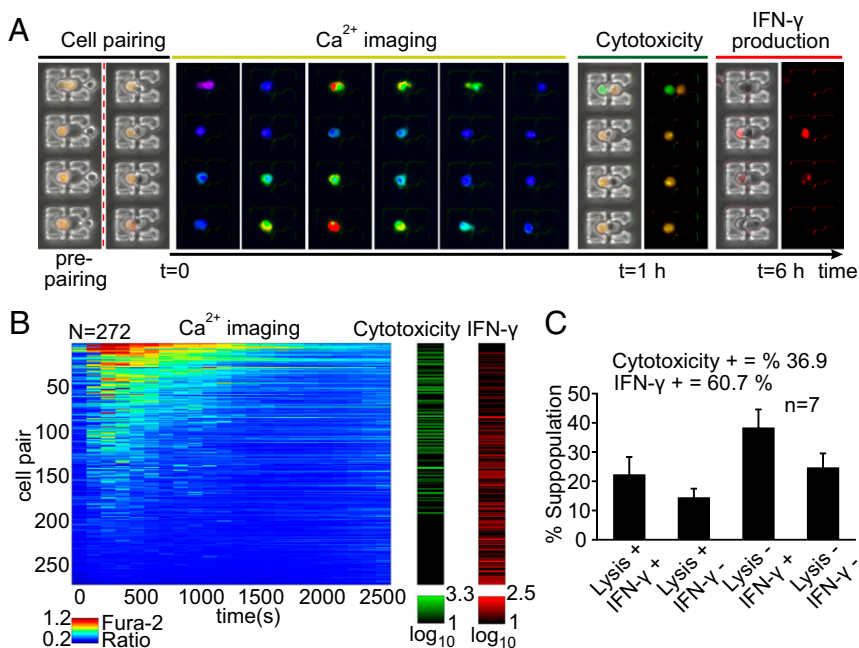 A
Cell pairing
Ca2+ imaging
Cytotoxicity
IFN-γ
production
pre-
pairing
t=0
t=1 h
t=6 h
time
B
N=272
Ca2+ imaging
Cytotoxicity
IFN-γ
cell pair
50
100
150
200
250
0
500
1000
1500
2000
2500
time(s)
1.2
0.2
Fura-2
Ratio
3.3
1
log10
2.5
1
log10
C
Cytotoxicity + = % 36.9
IFN-γ + = 60.7 %
n=7
% Suppopulation
50
40
30
20
10
0
Lysis +
IFN-γ +
Lysis +
IFN-γ -
Lysis -
IFN-γ +
Lysis -
IFN-γ -